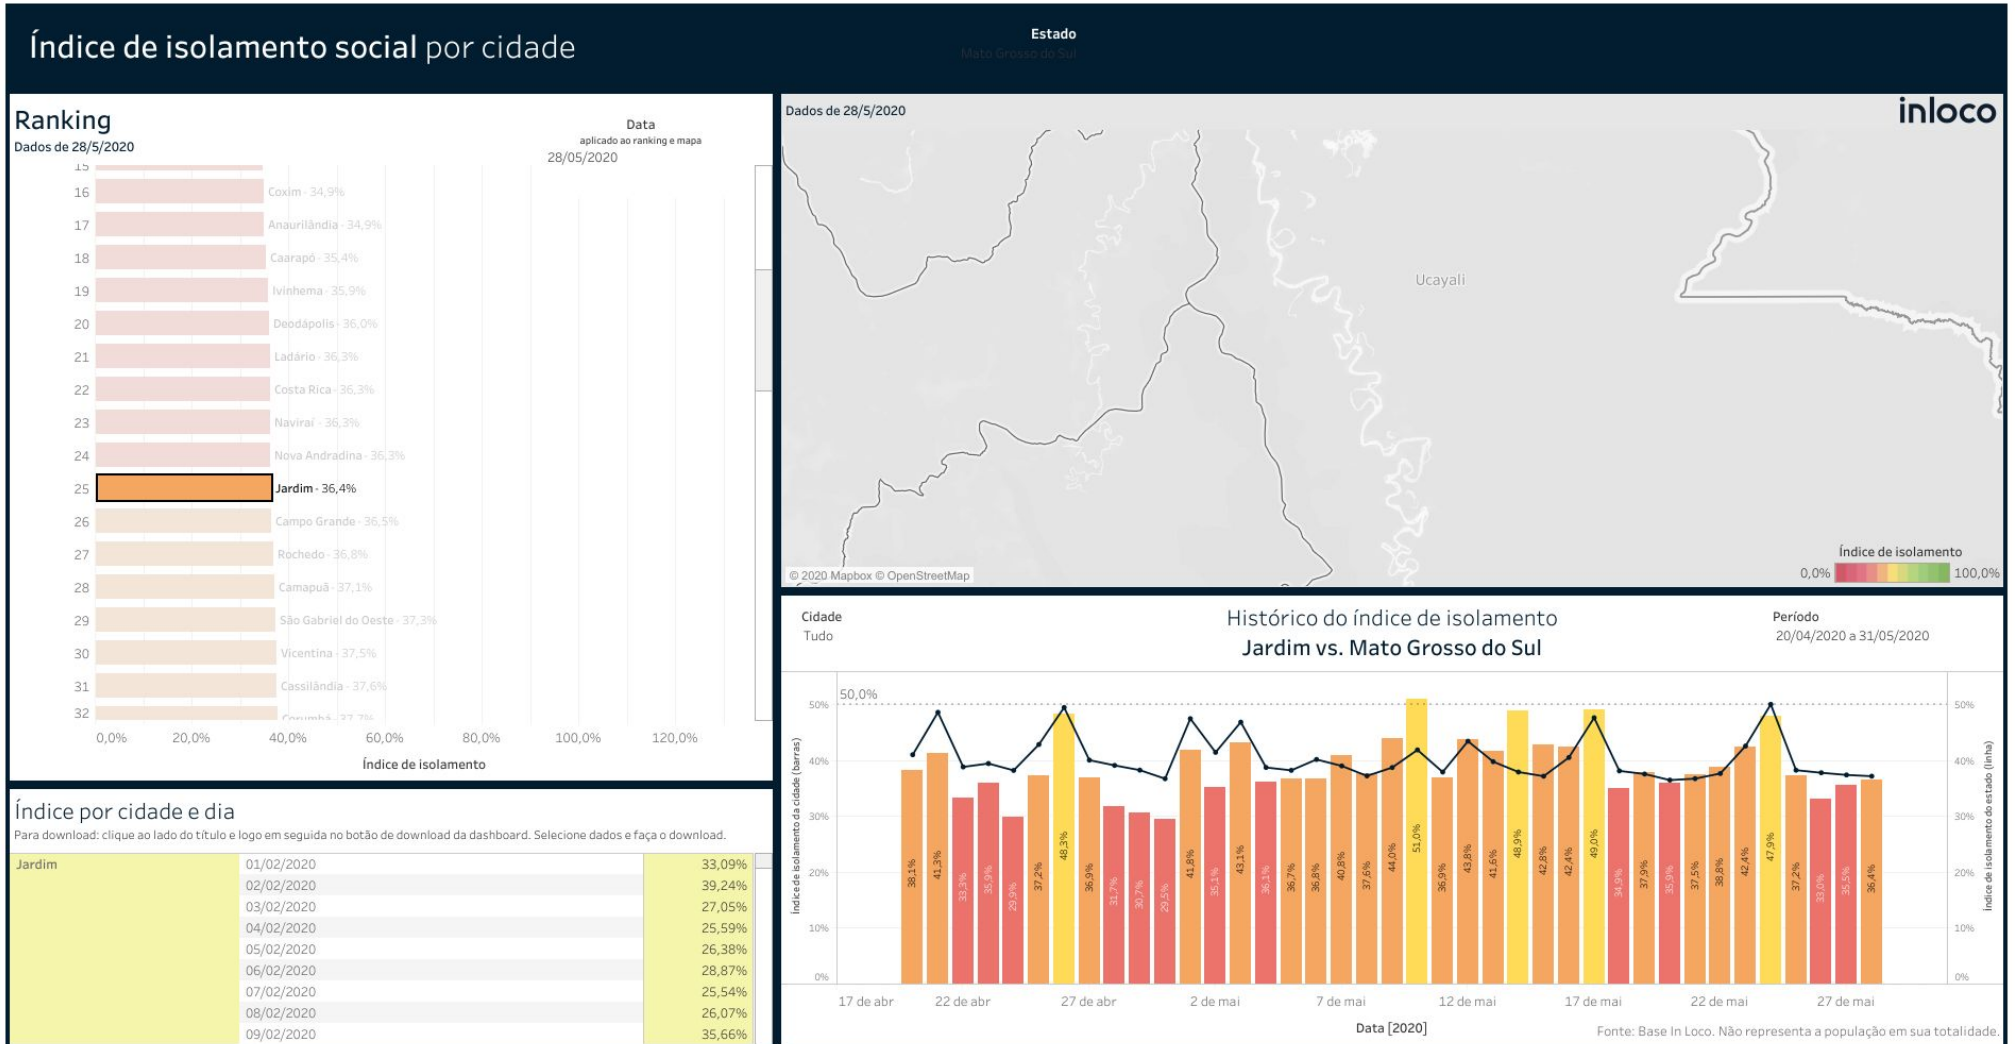 Índice de isolamento social por cidade
Estado
Mato Grosso do Sul
Ranking
Dados de 28/5/2020
Data
aplicado ao ranking e mapa
28/05/2020
15
16 Coxim - 34,9%
17 Anaurilândia - 34,9%
18 Caarapó - 35,4%
19 Ivinhema - 35,9%
20 Deodápolis - 36,0%
21 Ladário - 36,3%
22 Costa Rica - 36,3%
23 Naviraí - 36,3%
24 Nova Andradina - 36,3%
25 Jardim - 36,4%
26 Campo Grande - 36,5%
27 Rochedo - 36,8%
28 Camapuã - 37,1%
29 São Gabriel do Oeste - 37,3%
30 Vicentina - 37,5%
31 Cassilândia - 37,6%
32 Corumbá - 37,7%
0,0% 20,0% 40,0% 60,0% 80,0% 100,0% 120,0%
Índice de isolamento
Índice por cidade e dia
Para download: clique ao lado do título e logo em seguida no botão de download da dashboard. Selecione dados e faça o download.
Jardim 01/02/2020 33,09%
02/02/2020 39,24%
03/02/2020 27,05%
04/02/2020 25,59%
05/02/2020 26,38%
06/02/2020 28,87%
07/02/2020 25,54%
08/02/2020 26,07%
09/02/2020 35,66%
Dados de 28/5/2020
inloco
Ucayali
Índice de isolamento
0,0% 100,0%
© 2020 Mapbox © OpenStreetMap
Cidade
Tudo
Histórico do índice de isolamento
Jardim vs. Mato Grosso do Sul
Período
20/04/2020 a 31/05/2020
50,0%
Índice de isolamento da cidade (barras)
50%
40%
30%
20%
10%
0%
38,1% 41,3% 33,3% 35,9% 29,9% 37,2% 48,3% 36,9% 31,7% 30,7% 29,5% 41,8% 35,1% 43,1% 36,1% 36,7% 36,8% 40,8% 37,6% 44,0% 51,0% 36,9% 43,8% 41,6% 48,9% 42,8% 42,4% 49,0% 34,9% 37,9% 35,9% 37,5% 38,8% 42,4% 47,9% 37,2% 33,0% 35,5% 36,4%
50%
40%
30%
20%
10%
0%
Índice de isolamento do estado (linha)
17 de abr 22 de abr 27 de abr 2 de mai 7 de mai 12 de mai 17 de mai 22 de mai 27 de mai
Data [2020]
Fonte: Base In Loco. Não representa a população em sua totalidade.